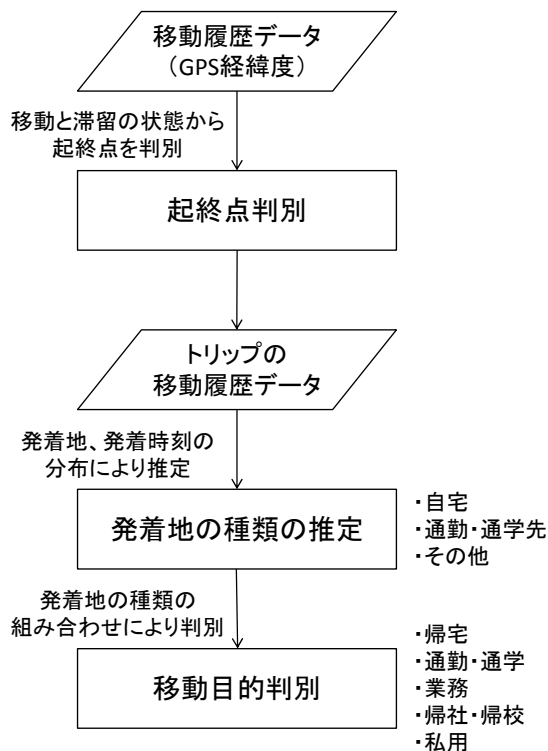 移動履歴データ
（GPS経緯度）
移動と滞留の状態から
起終点を判別
起終点判別
トリップの
移動履歴データ
発着地、発着時刻の
分布により推定
発着地の種類の推定
・自宅
・通勤・通学先
・その他
発着地の種類の
組み合わせにより判別
移動目的判別
・帰宅
・通勤・通学
・業務
・帰社・帰校
・私用